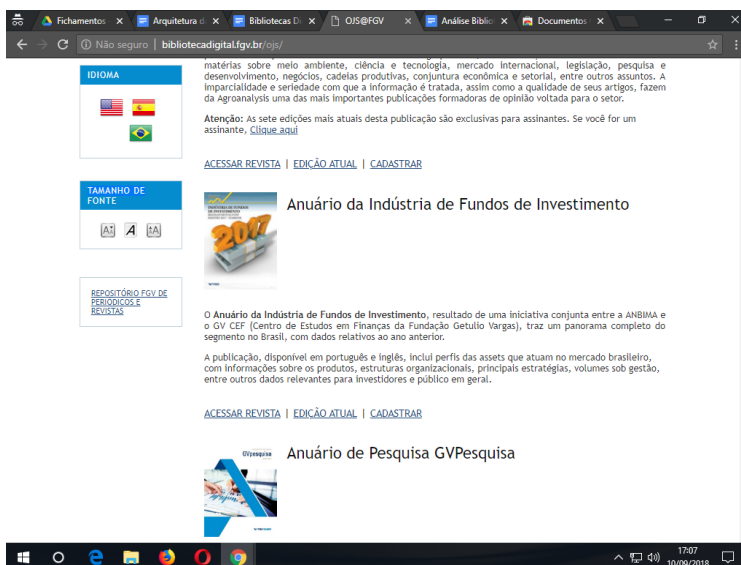 Fichamentos
Arquitetura d
Bibliotecas Di
OJS@FGV
Análise Biblio
Documentos
Não seguro | bibliotecadigital.fgv.br/ojs/
IDIOMA
TAMANHO DE
FONTE
REPOSITÓRIO FGV DE
PERIODICOS E
REVISTAS
matérias sobre meio ambiente, ciência e tecnologia, mercado internacional, legislação, pesquisa e
desenvolvimento, negócios, cadeias produtivas, conjuntura econômica e setorial, entre outros assuntos. A
imparcialidade e seriedade com que a informação é tratada, assim como a qualidade de seus artigos, fazem
da Agroanalysis uma das mais importantes publicações formadoras de opinião voltada para o setor.
Atenção: As sete edições mais atuais desta publicação são exclusivas para assinantes. Se você for um
assinante, Clique aqui
ACESSAR REVISTA | EDIÇÃO ATUAL | CADASTRAR
2017
Anuário da Indústria de Fundos de Investimento
O Anuário da Indústria de Fundos de Investimento, resultado de uma iniciativa conjunta entre a ANBIMA e
o GV CEF (Centro de Estudos em Finanças da Fundação Getulio Vargas), traz um panorama completo do
segmento no Brasil, com dados relativos ao ano anterior.
A publicação, disponível em português e inglês, inclui perfis das assets que atuam no mercado brasileiro,
com informações sobre os produtos, estruturas organizacionais, principais estratégias, volumes sob gestão,
entre outros dados relevantes para investidores e público em geral.
ACESSAR REVISTA | EDIÇÃO ATUAL | CADASTRAR
GVpesquisa
Anuário de Pesquisa GVPesquisa
17:07
10/09/2018